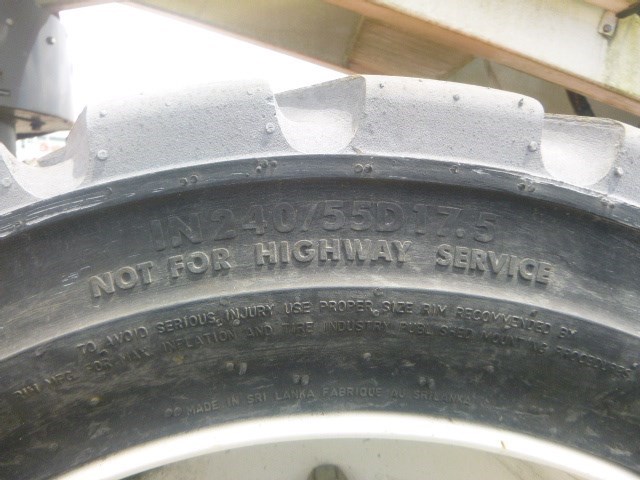 IN240/55D17.5
NOT FOR HIGHWAY SERVICE
TO AVOID SERIOUS INJURY USE PROPER SIZE RIM RECOMMENDED BY
RIM MFG. FOR MAX INFLATION AND TIRE INDUSTRY PUBLISHED MOUNTING PROCEDURES
MADE IN SRI LANKA FABRIQUE AU SRI LANKA